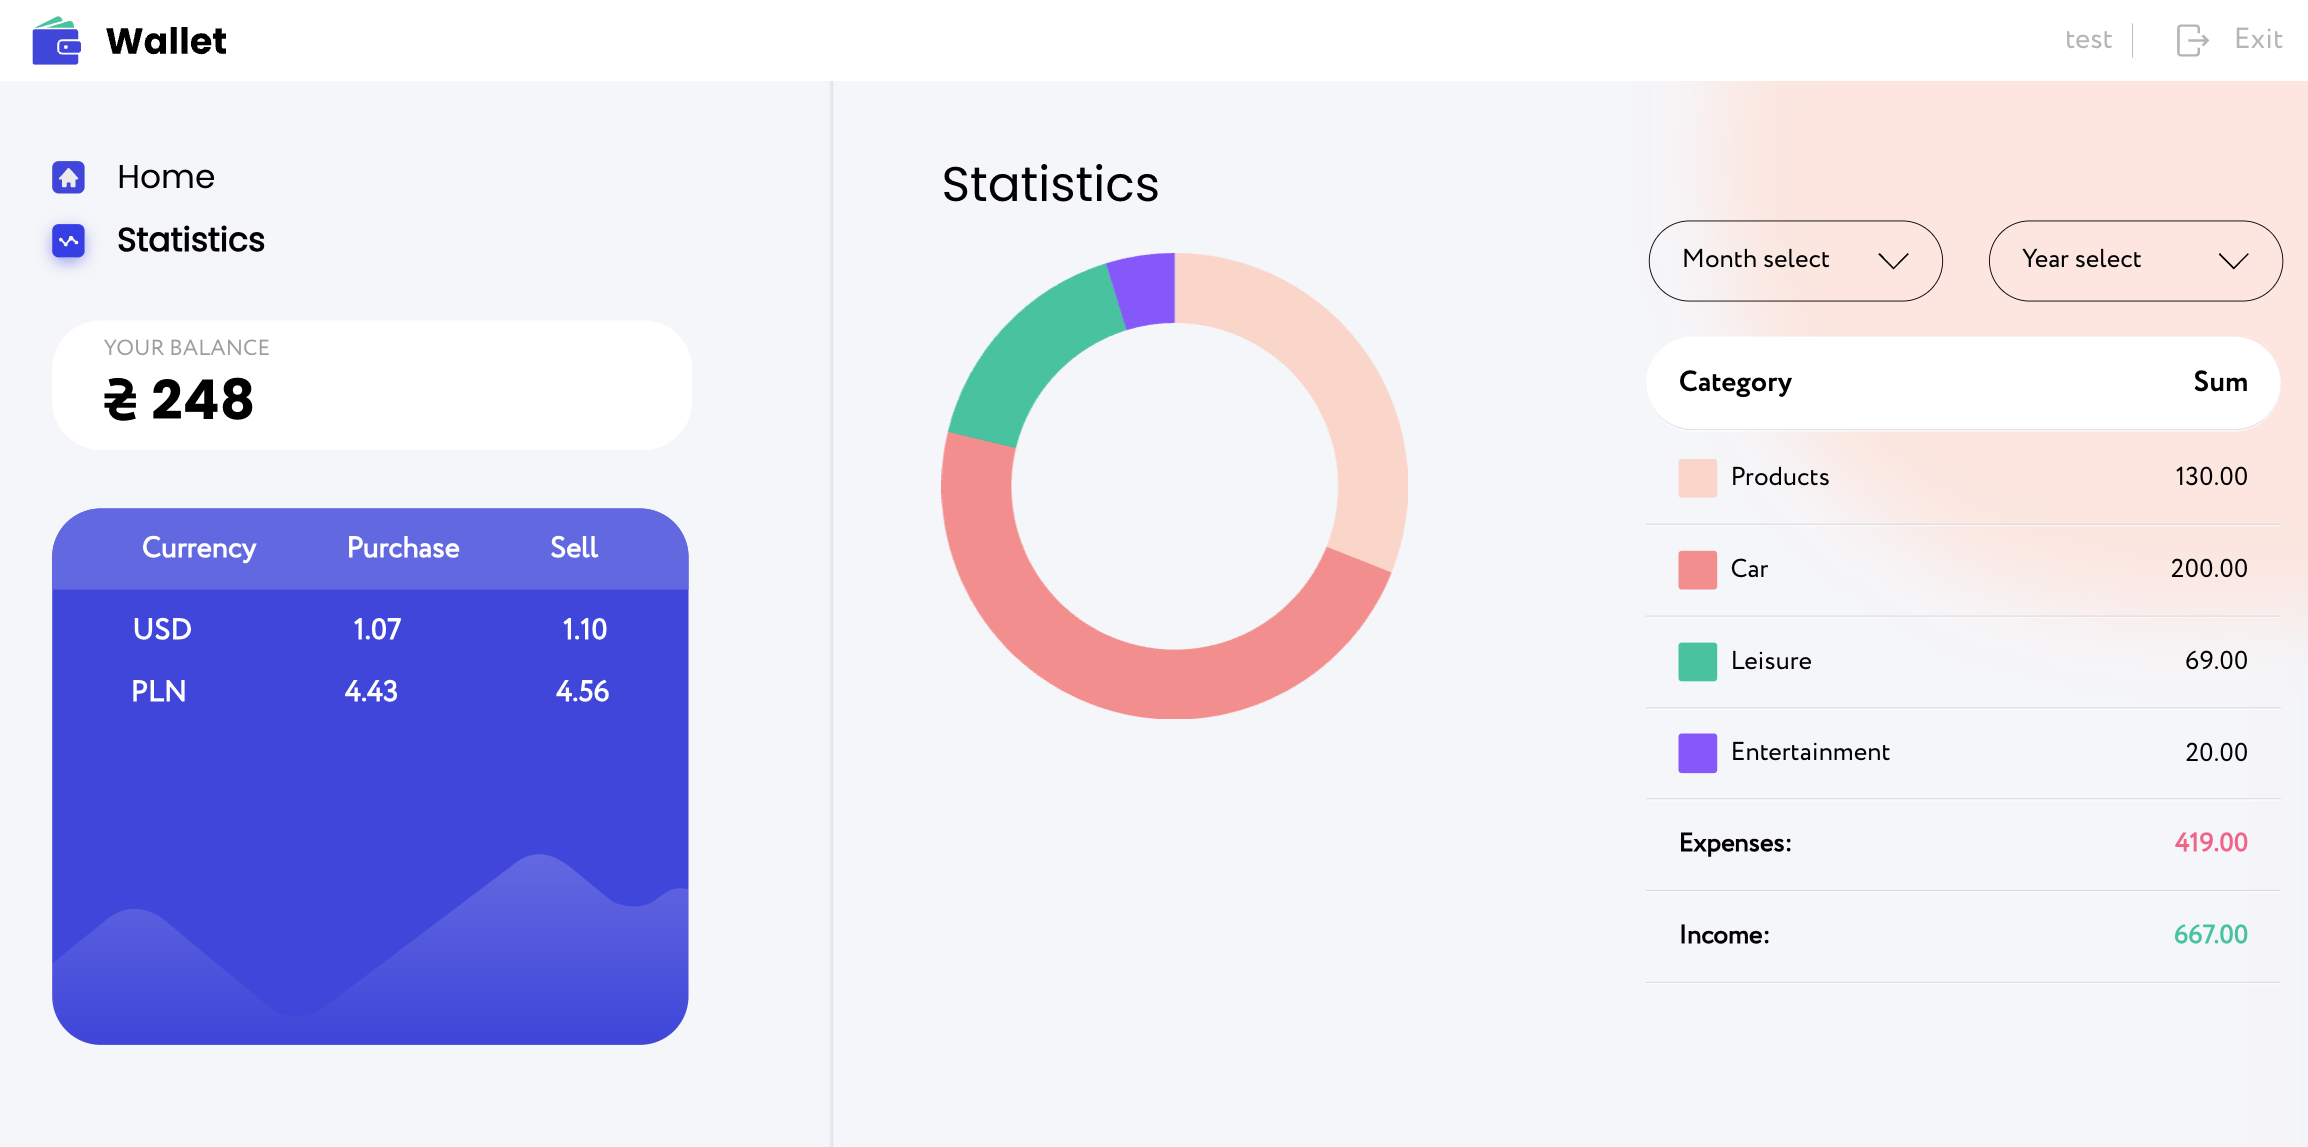 Wallet
test
Exit
Home
Statistics
YOUR BALANCE
₴ 248
Currency Purchase Sell
USD 1.07 1.10
PLN 4.43 4.56
Statistics
Month select
Year select
Category Sum
Products 130.00
Car 200.00
Leisure 69.00
Entertainment 20.00
Expenses: 419.00
Income: 667.00